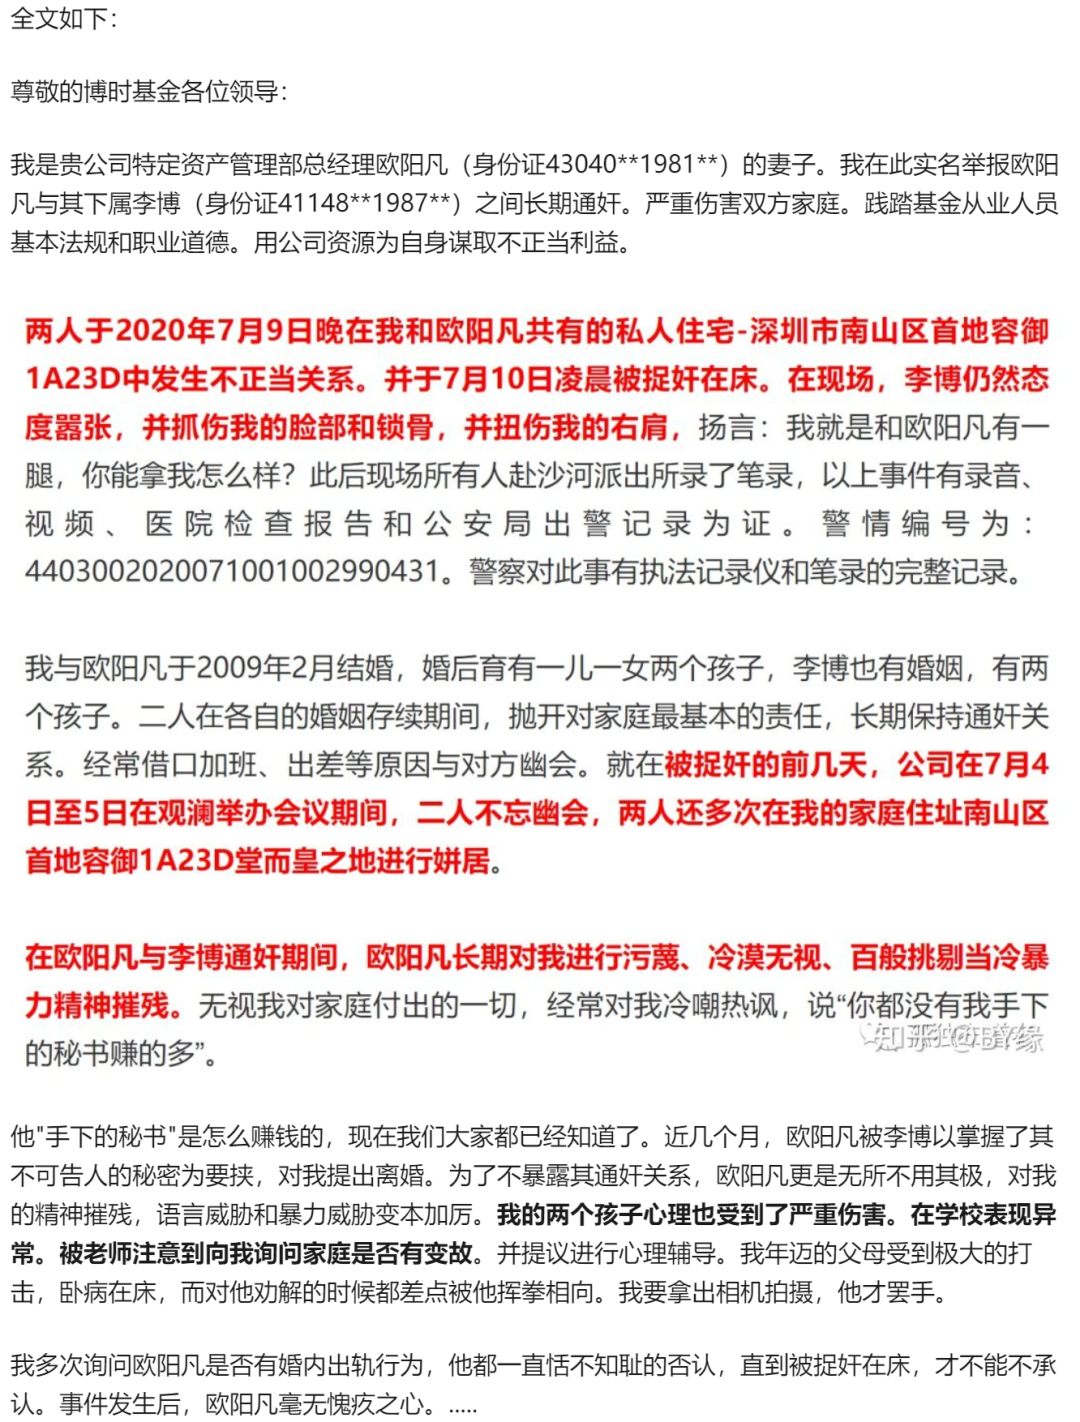 全文如下：
尊敬的博时基金各位领导：
我是贵公司特定资产管理部总经理欧阳凡（身份证43040**1981**）的妻子。我在此实名举报欧阳
凡与其下属李博（身份证41148**1987**）之间长期通奸。严重伤害双方家庭。践踏基金从业人员
基本法规和职业道德。用公司资源为自身谋取不正当利益。
两人于2020年7月9日晚在我和欧阳凡共有的私人住宅-深圳市南山区首地容御
1A23D中发生不正当关系。并于7月10日凌晨被捉奸在床。在现场，李博仍然态
度嚣张，并抓伤我的脸部和锁骨，并扭伤我的右肩，扬言：我就是和欧阳凡有一
腿，你能拿我怎么样？此后现场所有人赴沙河派出所录了笔录，以上事件有录音、
视频、医院检查报告和公安局出警记录为证。警情编号为：
4403002020071001002990431。警察对此事有执法记录仪和笔录的完整记录。
我与欧阳凡于2009年2月结婚，婚后育有一儿一女两个孩子，李博也有婚姻，有两
个孩子。二人在各自的婚姻存续期间，抛开对家庭最基本的责任，长期保持通奸关
系。经常借口加班、出差等原因与对方幽会。就在被捉奸的前几天，公司在7月4
日至5日在观澜举办会议期间，二人不忘幽会，两人还多次在我的家庭住址南山区
首地容御1A23D堂而皇之地进行姘居。
在欧阳凡与李博通奸期间，欧阳凡长期对我进行污蔑、冷漠无视、百般挑剔当冷暴
力精神摧残。无视我对家庭付出的一切，经常对我冷嘲热讽，说“你都没有我手下
的秘书赚的多”。
知乎
他"手下的秘书"是怎么赚钱的，现在我们大家都已经知道了。近几个月，欧阳凡被李博以掌握了其
不可告人的秘密为要挟，对我提出离婚。为了不暴露其通奸关系，欧阳凡更是无所不用其极，对我
的精神摧残，语言威胁和暴力威胁变本加厉。我的两个孩子心理也受到了严重伤害。在学校表现异
常。被老师注意到向我询问家庭是否有变故。并提议进行心理辅导。我年迈的父母受到极大的打
击，卧病在床，而对他劝解的时候都差点被他挥拳相向。我要拿出相机拍摄，他才罢手。
我多次询问欧阳凡是否有婚内出轨行为，他都一直恬不知耻的否认，直到被捉奸在床，才不能不承
认。事件发生后，欧阳凡毫无愧疚之心。.....